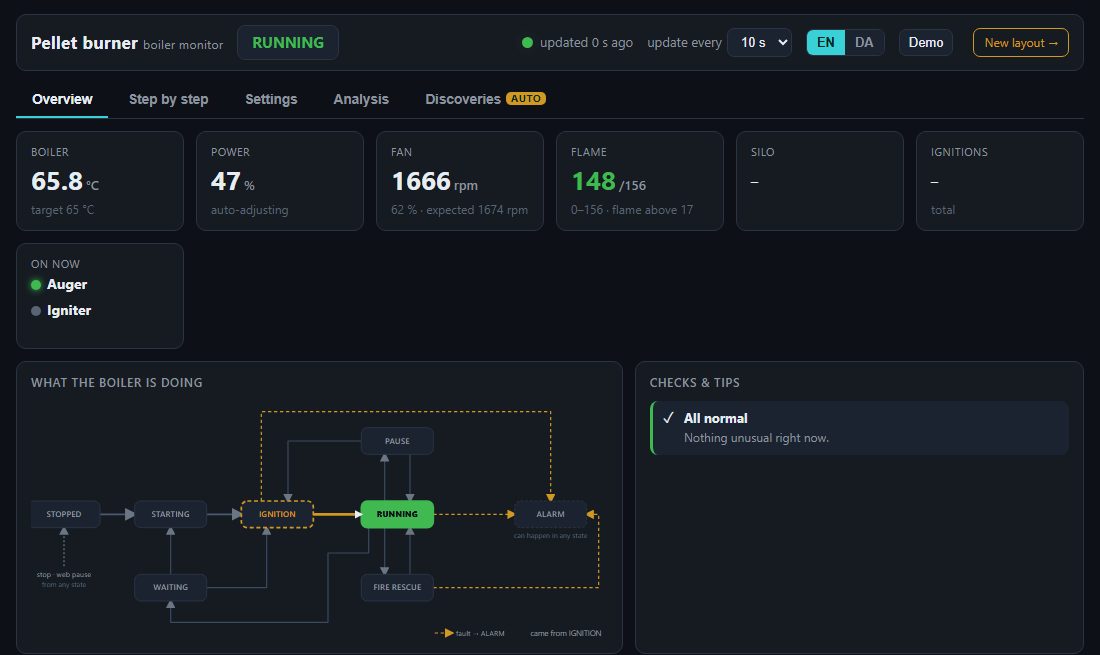 Pellet burner boiler monitor RUNNING updated 0 s ago update every 10 s EN DA Demo New layout →
Overview Step by step Settings Analysis Discoveries AUTO
BOILER
65.8 °C
target 65 °C
POWER
47 %
auto-adjusting
FAN
1666 rpm
62 % · expected 1674 rpm
FLAME
148 /156
0–156 · flame above 17
SILO
–
IGNITIONS
–
total
ON NOW
Auger
Igniter
WHAT THE BOILER IS DOING
PAUSE
STOPPED
STARTING
IGNITION
RUNNING
ALARM
can happen in any state
stop · web pause
from any state
WAITING
FIRE RESCUE
fault → ALARM
came from IGNITION
CHECKS & TIPS
✓ All normal
Nothing unusual right now.